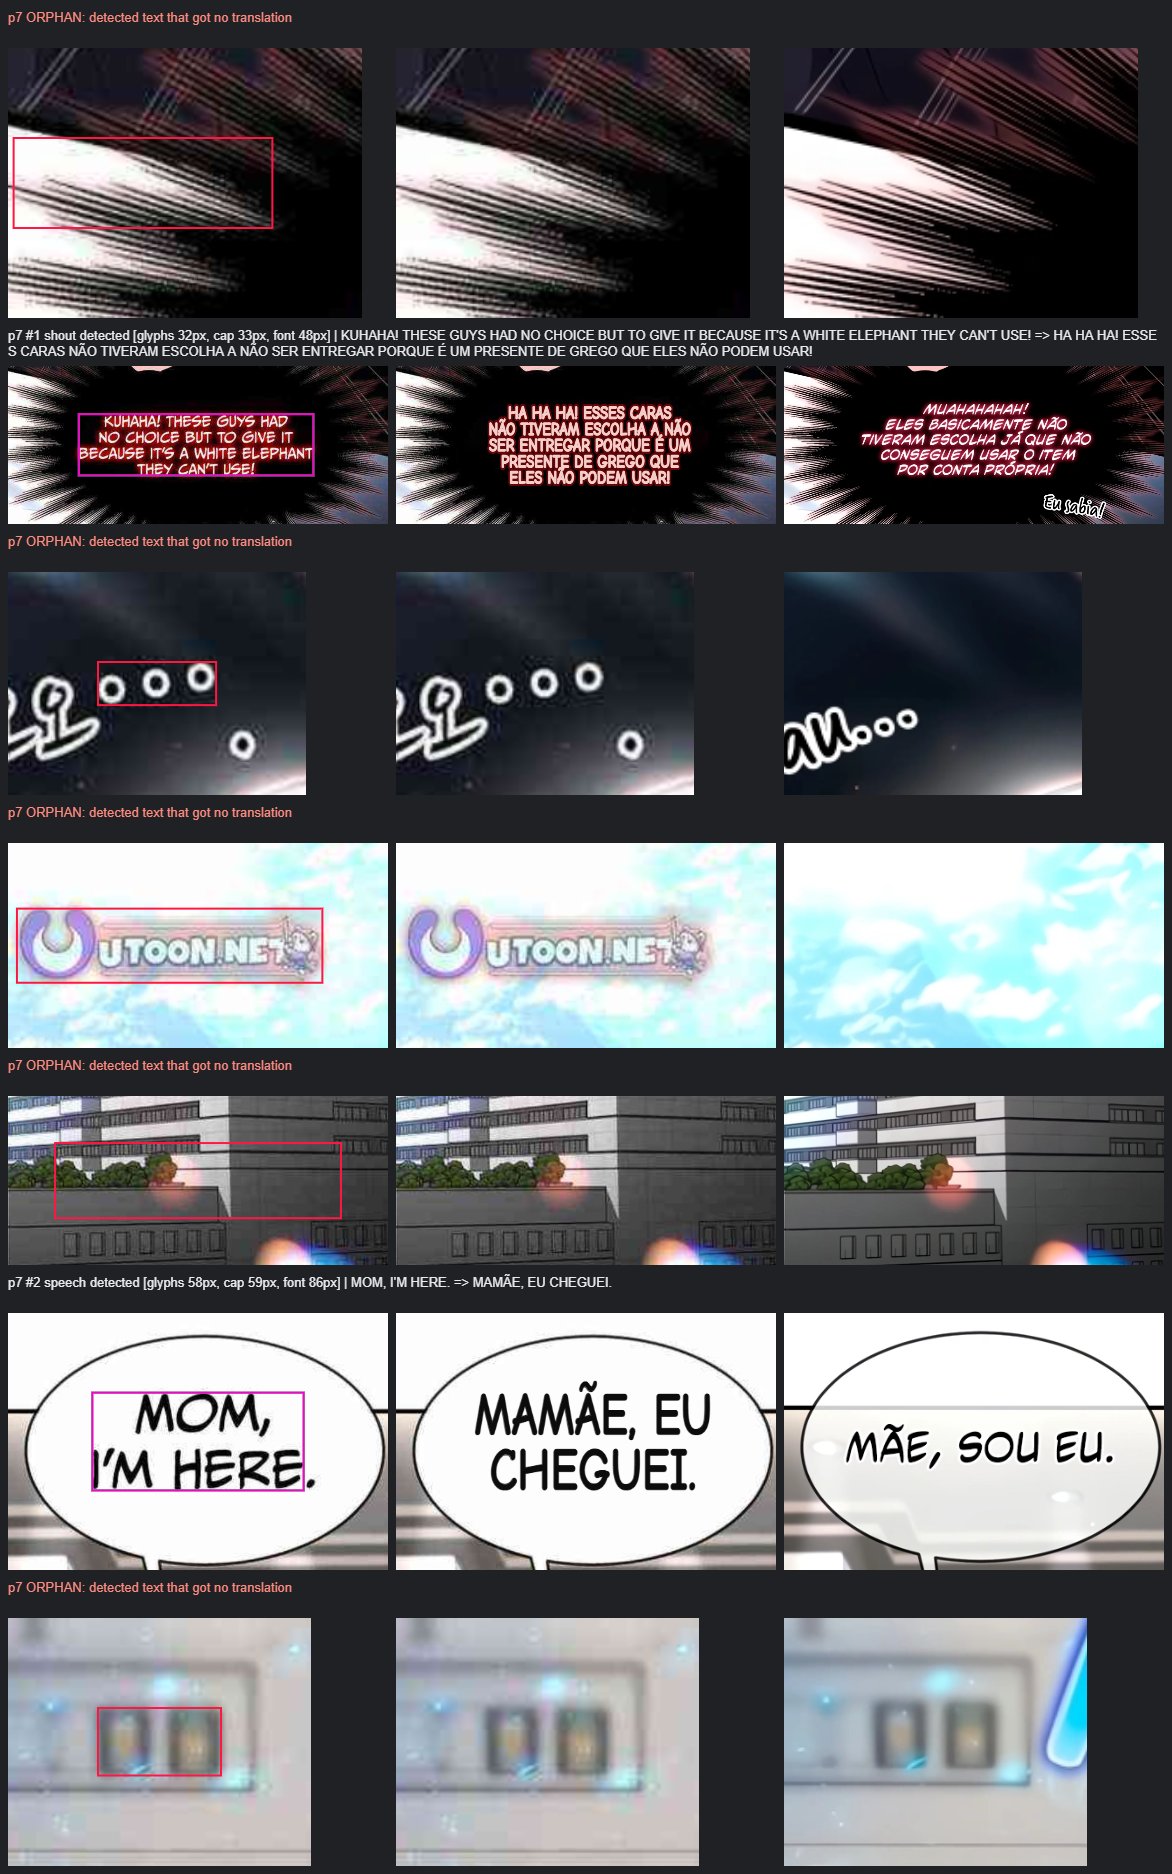 p7 ORPHAN: detected text that got no translation
p7 #1 shout detected [glyphs 32px, cap 33px, font 48px] | KUHAHA! THESE GUYS HAD NO CHOICE BUT TO GIVE IT BECAUSE IT'S A WHITE ELEPHANT THEY CAN'T USE! => HA HA HA! ESSE
S CARAS NÃO TIVERAM ESCOLHA A NÃO SER ENTREGAR PORQUE É UM PRESENTE DE GREGO QUE ELES NÃO PODEM USAR!
KUHAHA! THESE GUYS HAD
NO CHOICE BUT TO GIVE IT
BECAUSE IT'S A WHITE ELEPHANT
THEY CAN'T USE!
HA HA HA! ESSES CARAS
NÃO TIVERAM ESCOLHA A NÃO
SER ENTREGAR PORQUE É UM
PRESENTE DE GREGO QUE
ELES NÃO PODEM USAR!
MUAHAHAHAH!
ELES BASICAMENTE NÃO
TIVERAM ESCOLHA JÁ QUE NÃO
CONSEGUEM USAR O ITEM
POR CONTA PRÓPRIA!
Eu sabia!
p7 ORPHAN: detected text that got no translation
au...
p7 ORPHAN: detected text that got no translation
UTOON.NET
UTOON.NET
p7 ORPHAN: detected text that got no translation
p7 #2 speech detected [glyphs 58px, cap 59px, font 86px] | MOM, I'M HERE. => MAMÃE, EU CHEGUEI.
MOM,
I'M HERE.
MAMÃE, EU
CHEGUEI.
MÃE, SOU EU.
p7 ORPHAN: detected text that got no translation